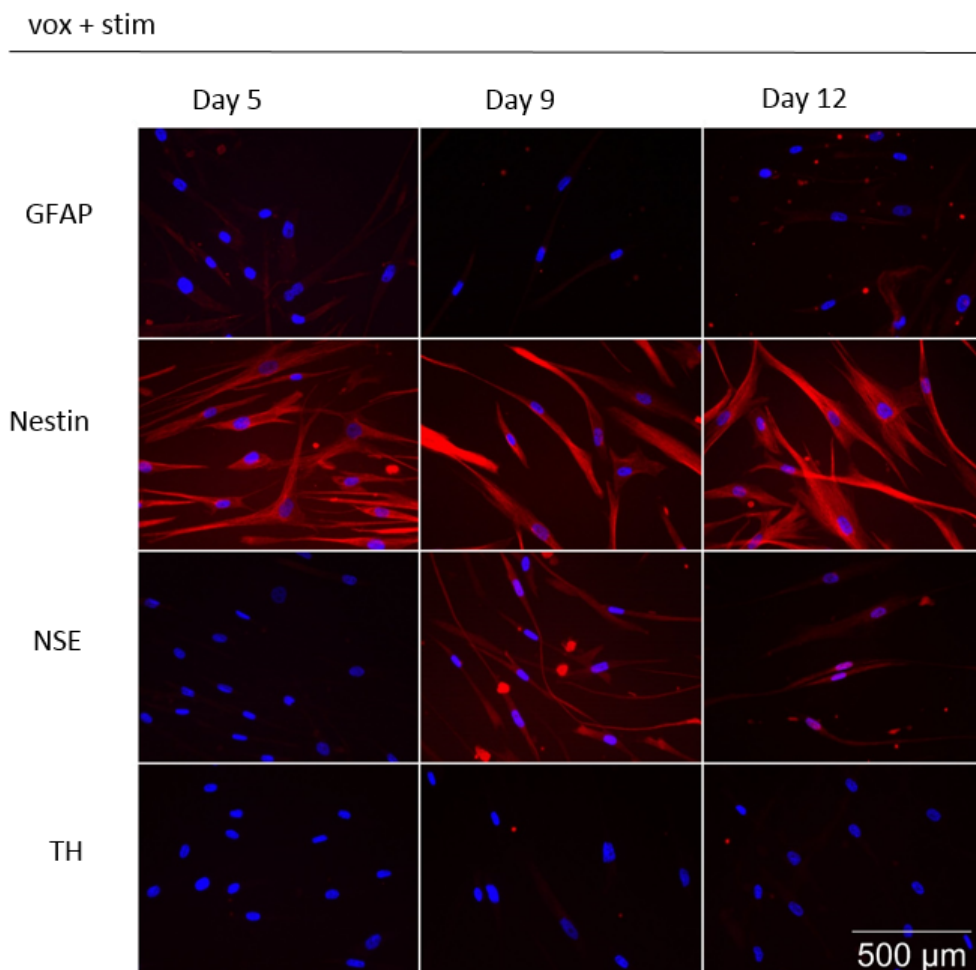 vox + stim
Day 5 Day 9 Day 12
GFAP
Nestin
NSE
TH
500 µm